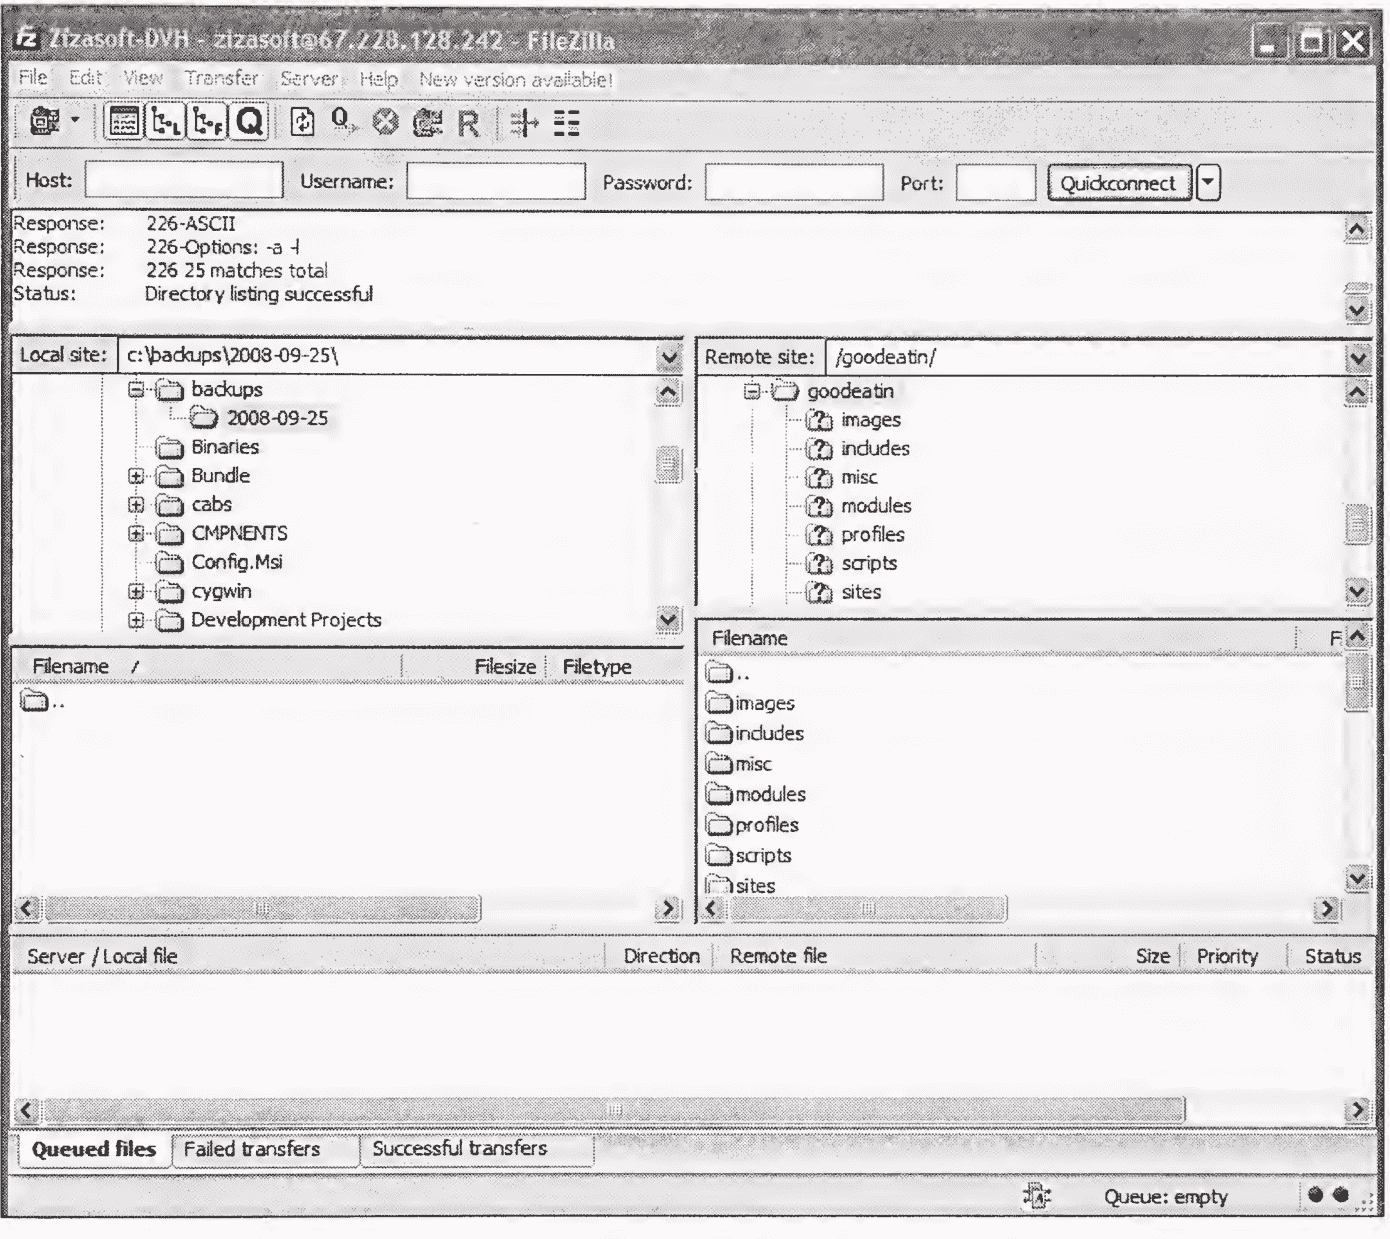 Zizasoft-DVH - zizasoft@67.228.128.242 - FileZilla
File Edit View Transfer Server Help New version available!
Host: Username: Password: Port: Quickconnect
Response: 226-ASCII
Response: 226-Options: -a -l
Response: 226 25 matches total
Status: Directory listing successful
Local site: c:\backups\2008-09-25\
backups
2008-09-25
Binaries
Bundle
cabs
CMPNENTS
Config.Msi
cygwin
Development Projects
Filename / Filesize Filetype
..
Remote site: /goodeatin/
goodeatin
images
includes
misc
modules
profiles
scripts
sites
Filename F
..
images
includes
misc
modules
profiles
scripts
sites
Server / Local file Direction Remote file Size Priority Status
Queued files Failed transfers Successful transfers
Queue: empty